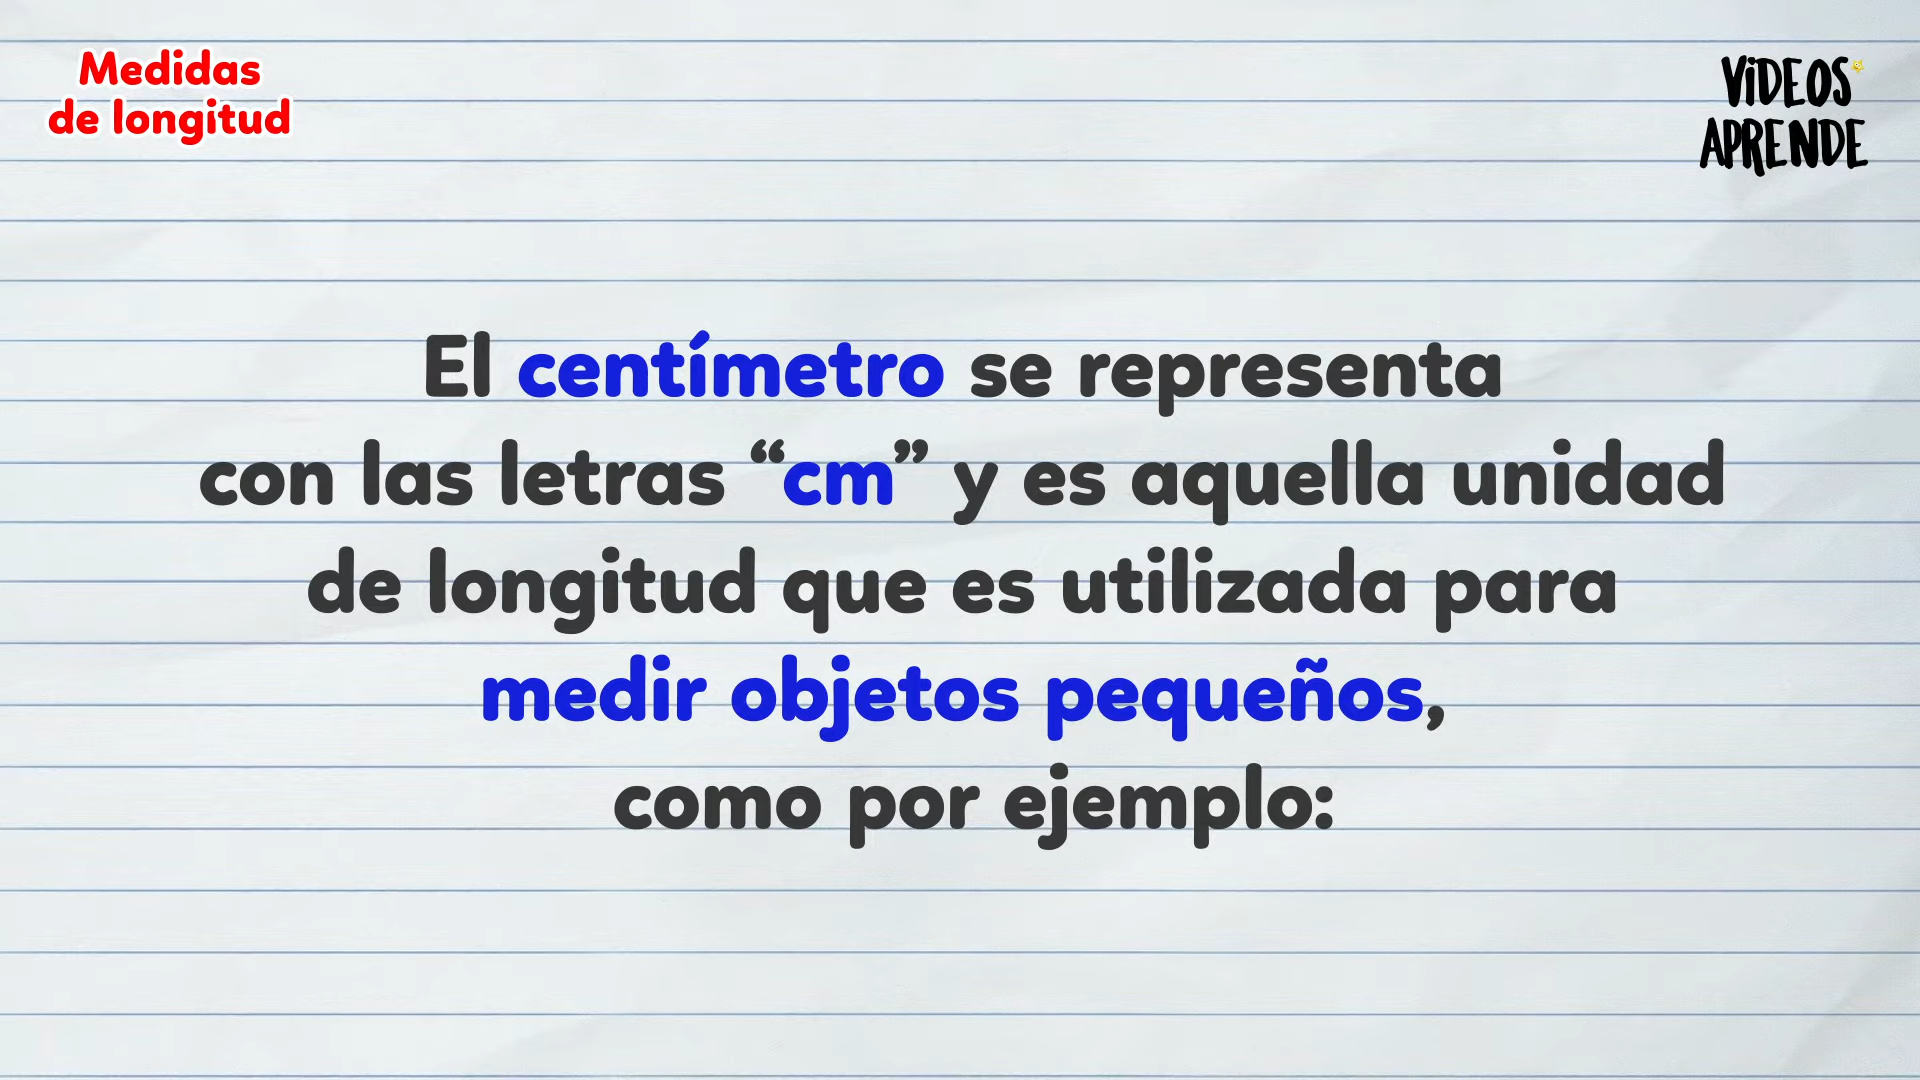 Medidas
de longitud
VIDEOS
APRENDE
El centímetro se representa
con las letras “cm” y es aquella unidad
de longitud que es utilizada para
medir objetos pequeños,
como por ejemplo: